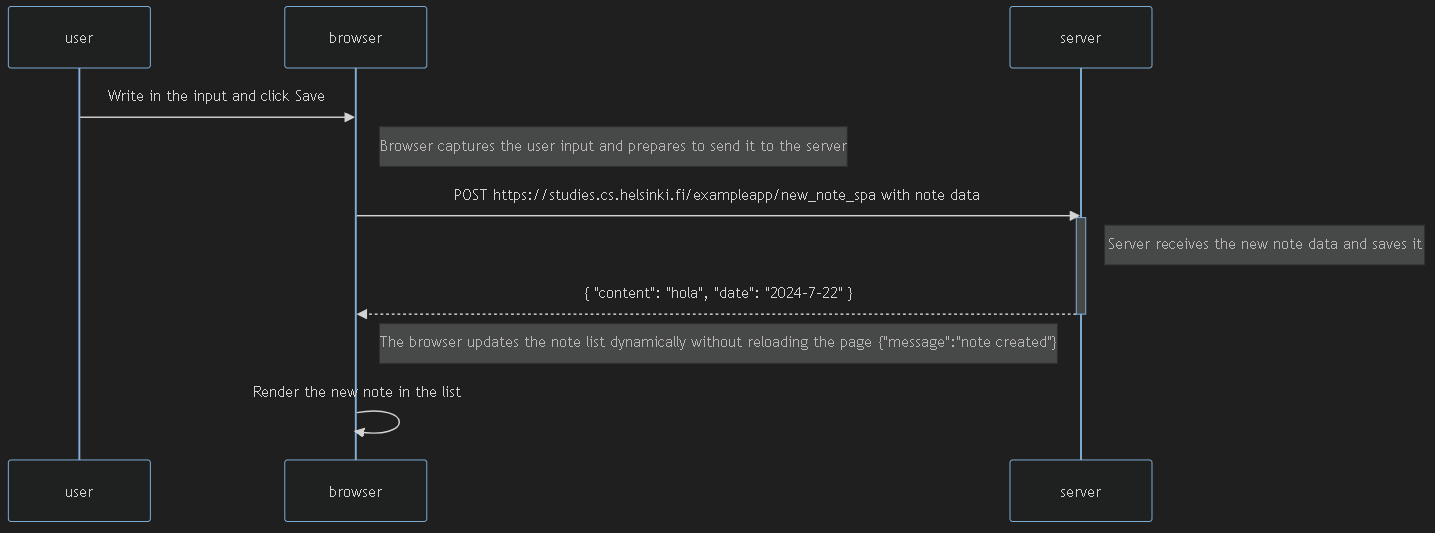 user
browser
server
Write in the input and click Save
Browser captures the user input and prepares to send it to the server
POST https://studies.cs.helsinki.fi/exampleapp/new_note_spa with note data
Server receives the new note data and saves it
{ "content": "hola", "date": "2024-7-22" }
The browser updates the note list dynamically without reloading the page {"message":"note created"}
Render the new note in the list
user
browser
server